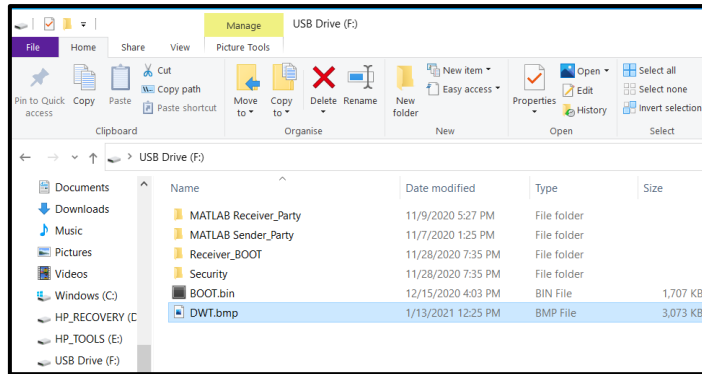 Manage USB Drive (F:)
File Home Share View Picture Tools
Pin to Quick access
Copy
Paste
Cut
Copy path
Paste shortcut
Clipboard
Move to
Copy to
Delete
Rename
Organise
New folder
New item
Easy access
New
Properties
Open
Edit
History
Open
Select all
Select none
Invert selection
Select
USB Drive (F:)
Documents
Downloads
Music
Pictures
Videos
Windows (C:)
HP_RECOVERY (D
HP_TOOLS (E:)
USB Drive (F:)
Name Date modified Type Size
MATLAB Receiver_Party 11/9/2020 5:27 PM File folder
MATLAB Sender_Party 11/7/2020 1:25 PM File folder
Receiver_BOOT 11/28/2020 7:35 PM File folder
Security 11/28/2020 7:35 PM File folder
BOOT.bin 12/15/2020 4:03 PM BIN File 1,707 KB
DWT.bmp 1/13/2021 12:25 PM BMP File 3,073 KB